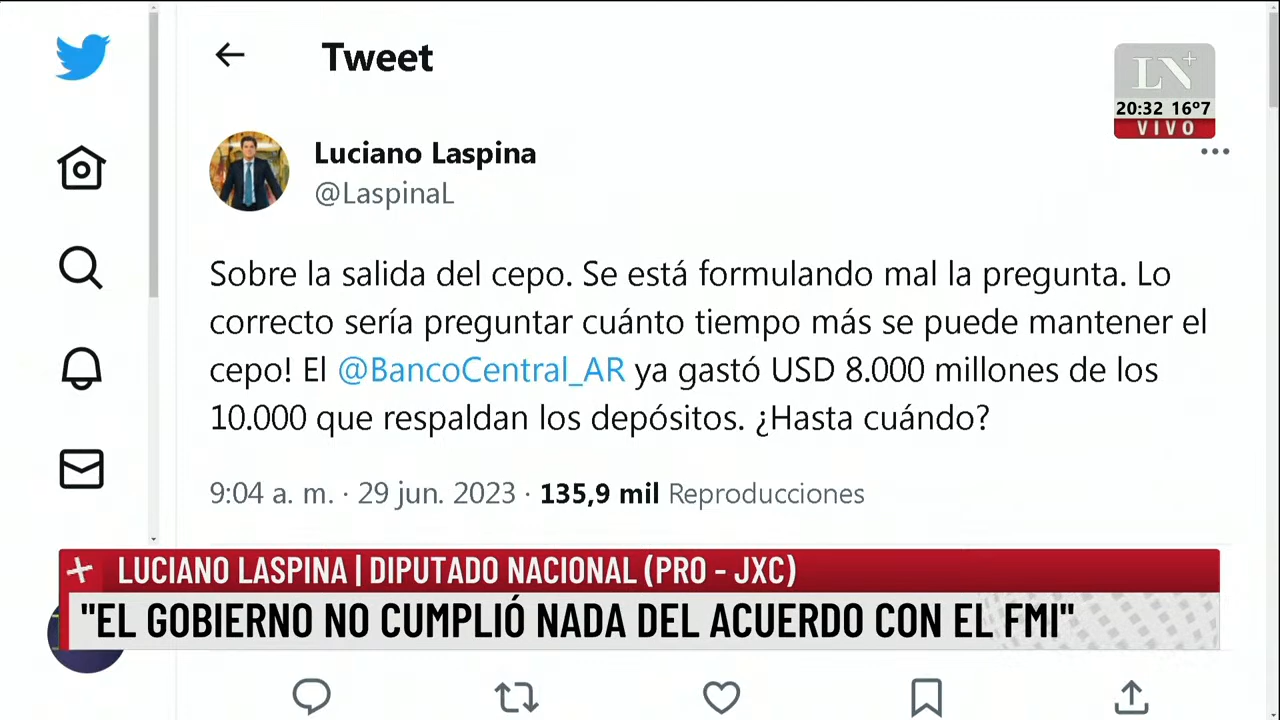 Tweet
LN+
20:32 16º7
VIVO
Luciano Laspina
@LaspinaL
Sobre la salida del cepo. Se está formulando mal la pregunta. Lo
correcto sería preguntar cuánto tiempo más se puede mantener el
cepo! El @BancoCentral_AR ya gastó USD 8.000 millones de los
10.000 que respaldan los depósitos. ¿Hasta cuándo?
9:04 a. m. · 29 jun. 2023 · 135,9 mil Reproducciones
LUCIANO LASPINA | DIPUTADO NACIONAL (PRO - JXC)
"EL GOBIERNO NO CUMPLIÓ NADA DEL ACUERDO CON EL FMI"